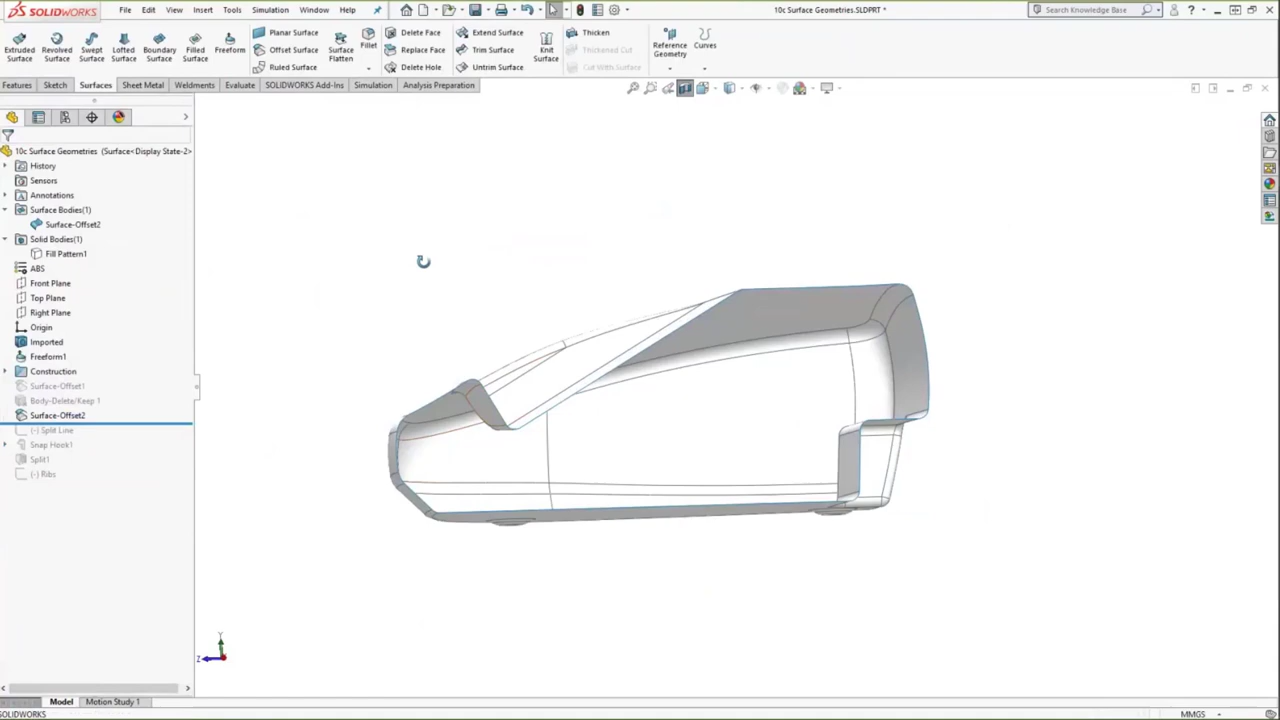 SOLIDWORKS File Edit View Insert Tools Simulation Window Help 10c Surface Geometries.SLDPRT * Search Knowledge Base
Extruded Surface
Revolved Surface
Swept Surface
Lofted Surface
Boundary Surface
Filled Surface
Freeform
Planar Surface
Offset Surface
Ruled Surface
Surface Flatten
Fillet
Delete Face
Replace Face
Delete Hole
Extend Surface
Trim Surface
Untrim Surface
Knit Surface
Thicken
Thickened Cut
Cut With Surface
Reference Geometry
Curves
Features Sketch Surfaces Sheet Metal Weldments Evaluate SOLIDWORKS Add-Ins Simulation Analysis Preparation
10c Surface Geometries (Surface<Display State-2>
History
Sensors
Annotations
Surface Bodies(1)
Surface-Offset2
Solid Bodies(1)
Fill Pattern1
ABS
Front Plane
Top Plane
Right Plane
Origin
Imported
Freeform1
Construction
Surface-Offset1
Body-Delete/Keep 1
Surface-Offset2
(-) Split Line
Snap Hook1
Split1
(-) Ribs
Y
Z
Model Motion Study 1
SOLIDWORKS MMGS